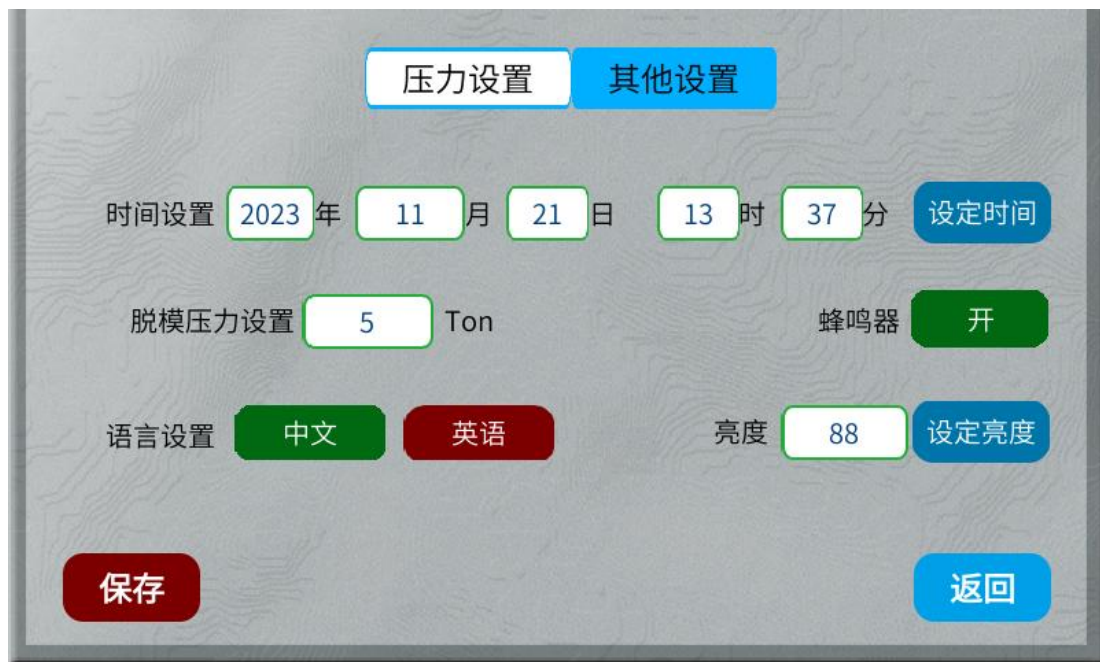 压力设置 其他设置
时间设置 2023 年 11 月 21 日 13 时 37 分 设定时间
脱模压力设置 5 Ton 蜂鸣器 开
语言设置 中文 英语 亮度 88 设定亮度
保存 返回